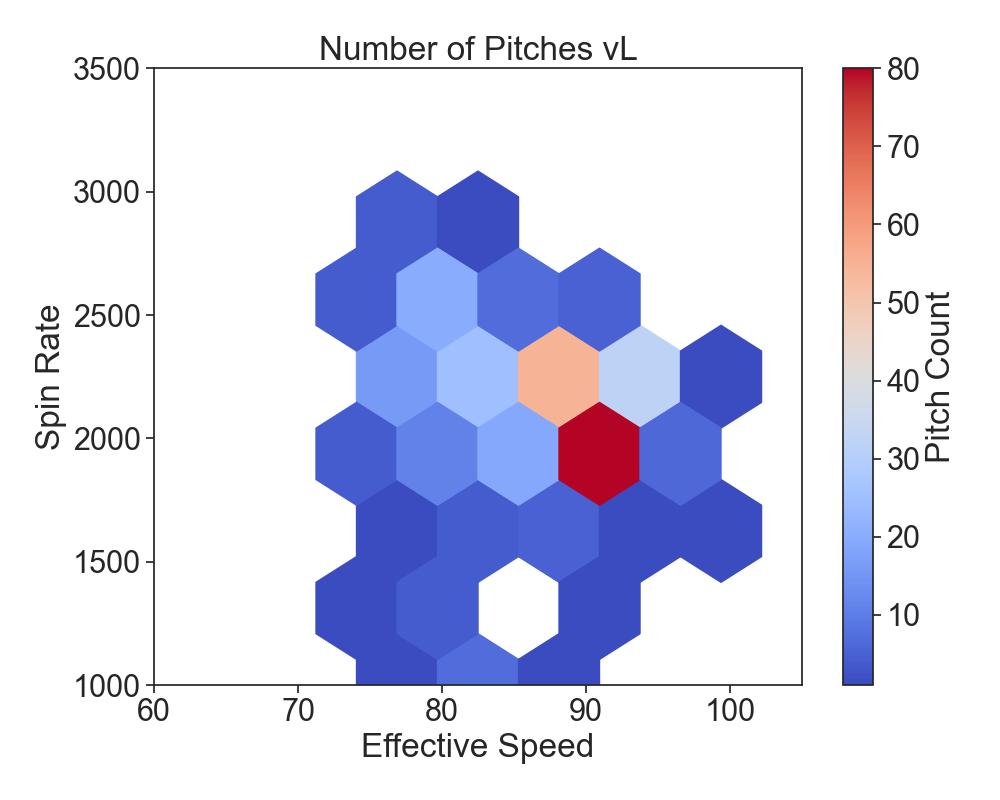 Number of Pitches vL
3500
3000
2500
2000
1500
1000
Spin Rate
60 70 80 90 100
Effective Speed
80
70
60
50
40
30
20
10
Pitch Count